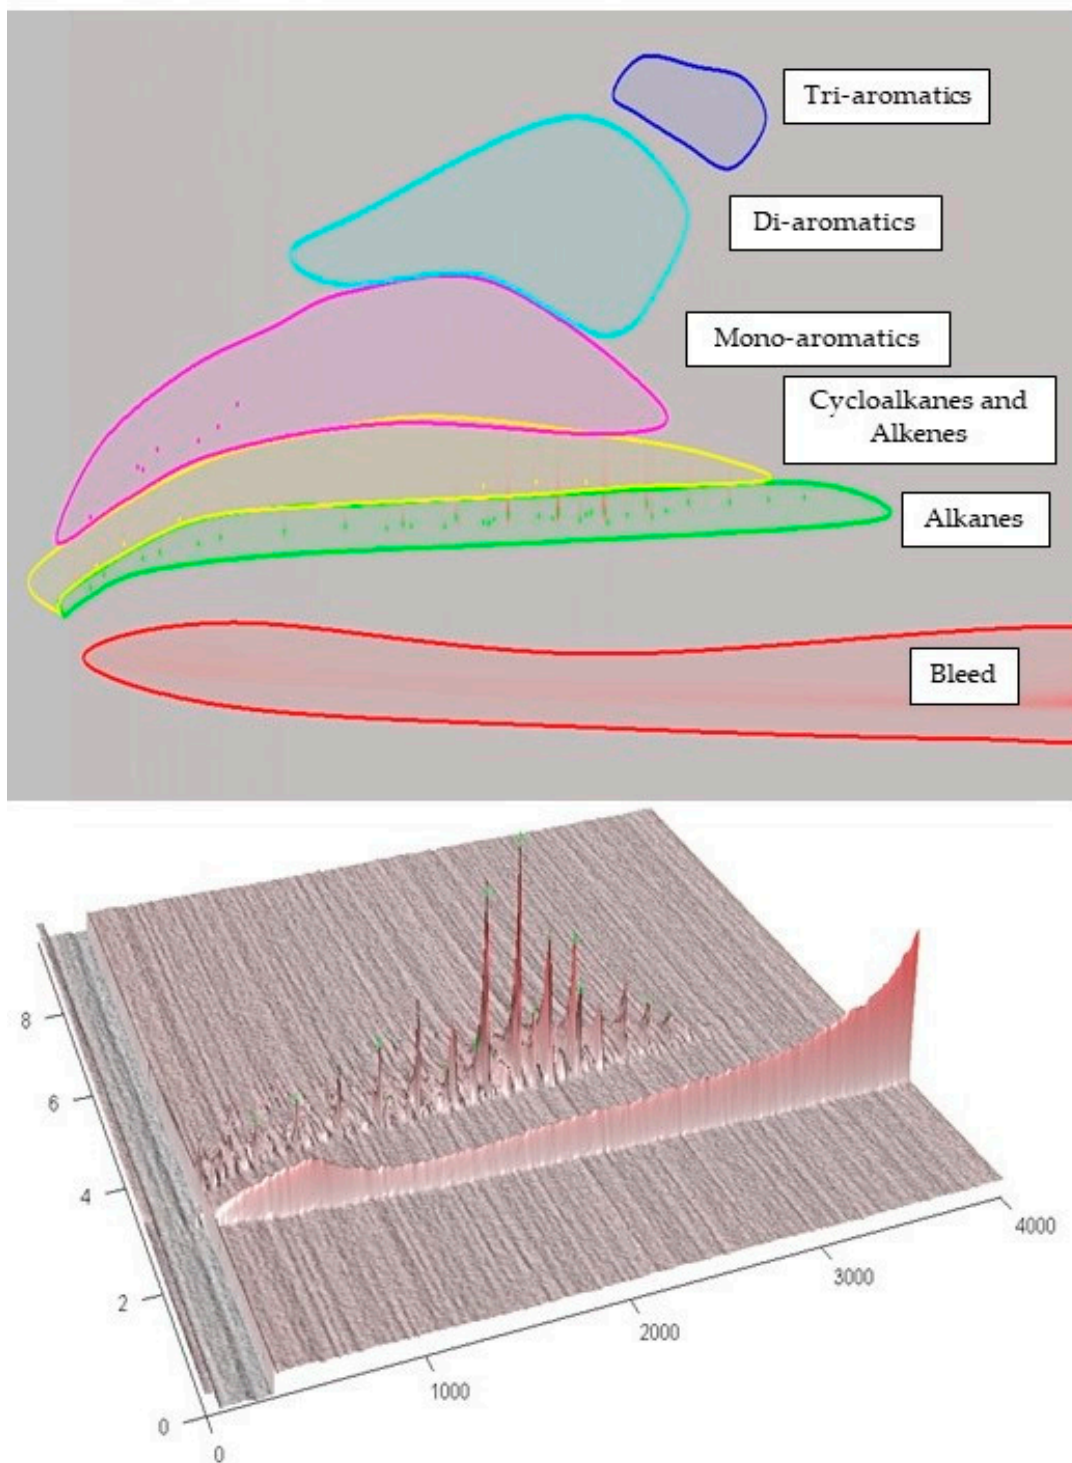 Tri-aromatics
Di-aromatics
Mono-aromatics
Cycloalkanes and
Alkenes
Alkanes
Bleed
8
6
4
2
0
0
1000
2000
3000
4000